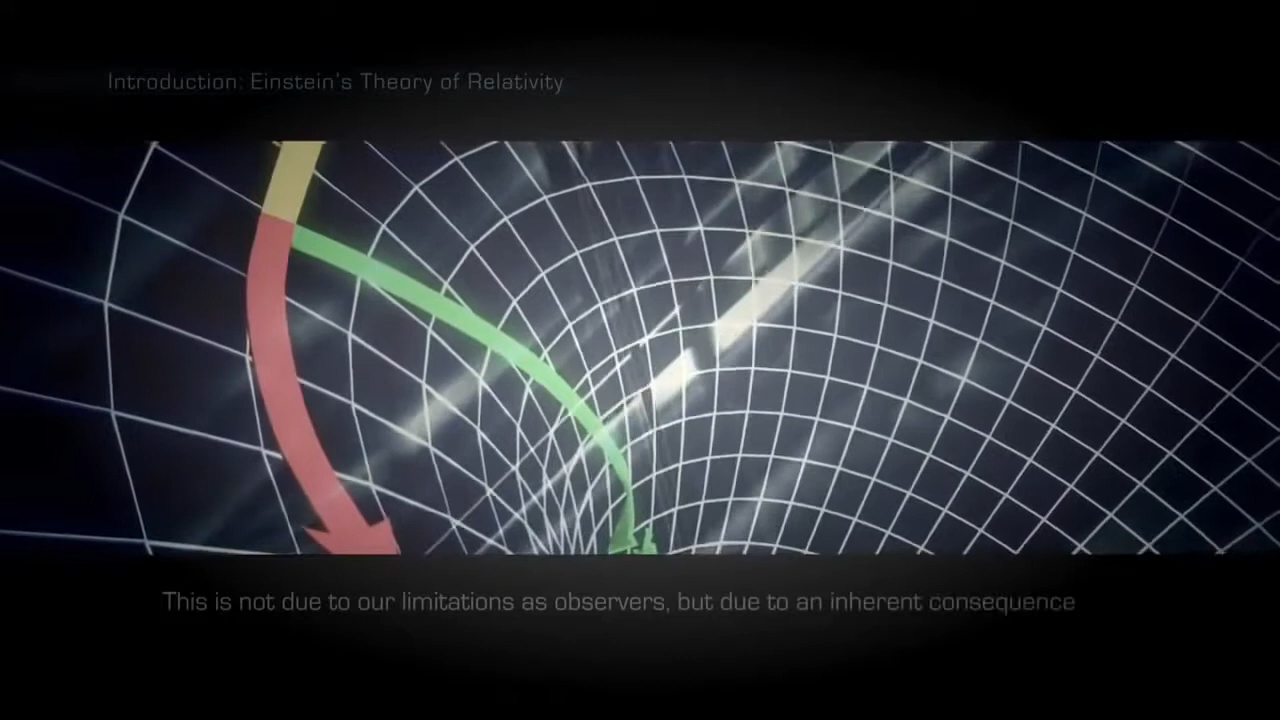 Introduction: Einstein's Theory of Relativity
This is not due to our limitations as observers, but due to an inherent consequence